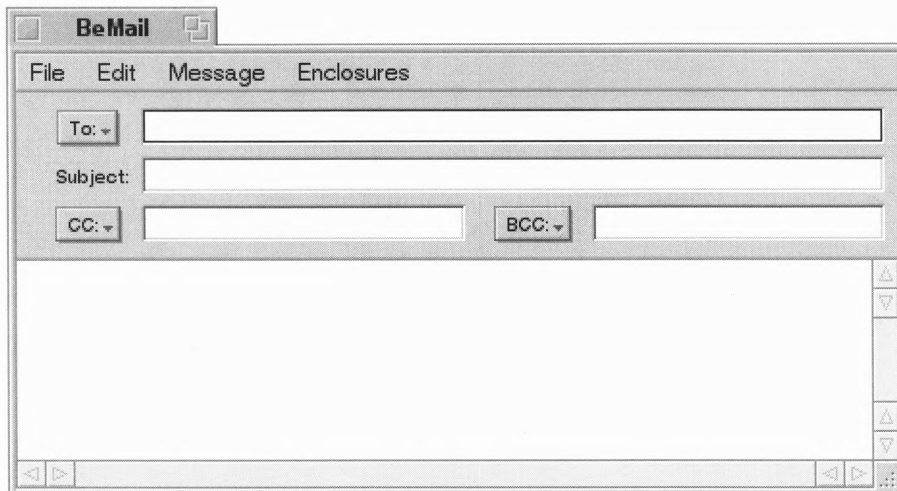 BeMail
File Edit Message Enclosures
To:
Subject:
CC: BCC: